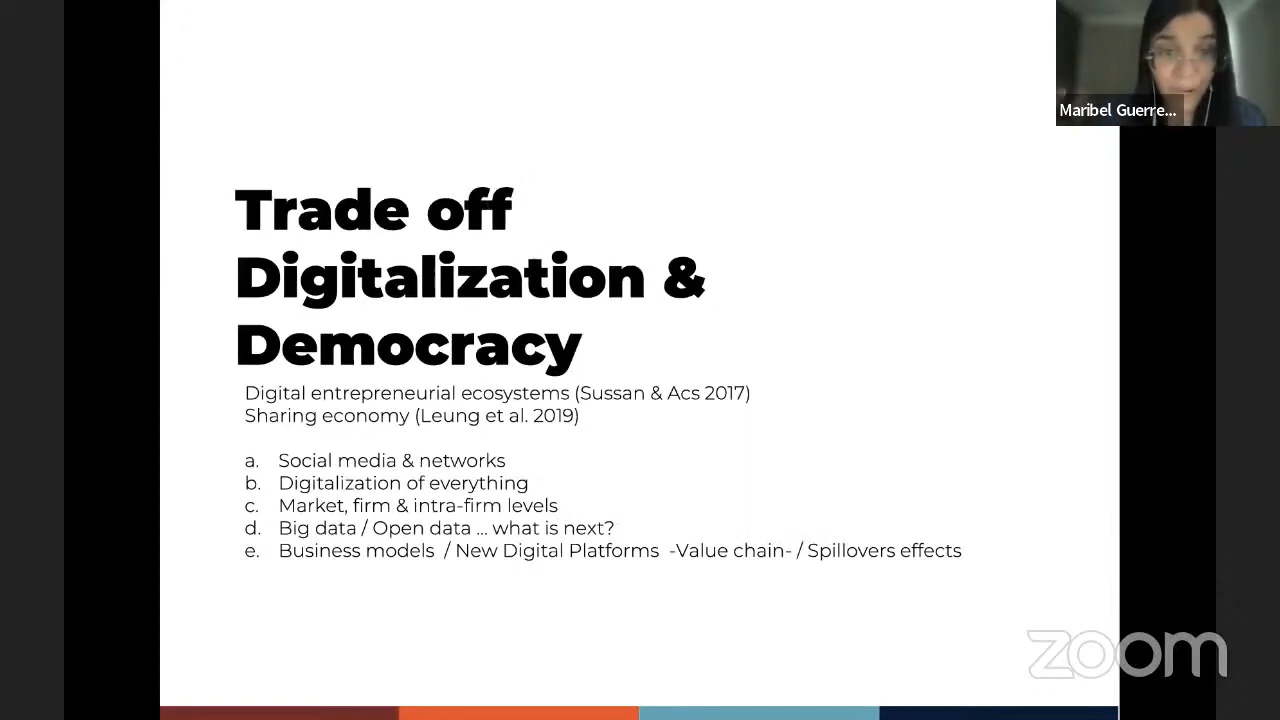 Maribel Guerre...
Trade off
Digitalization &
Democracy
Digital entrepreneurial ecosystems (Sussan & Acs 2017)
Sharing economy (Leung et al. 2019)
a. Social media & networks
b. Digitalization of everything
c. Market, firm & intra-firm levels
d. Big data / Open data ... what is next?
e. Business models / New Digital Platforms -Value chain- / Spillovers effects
zoom